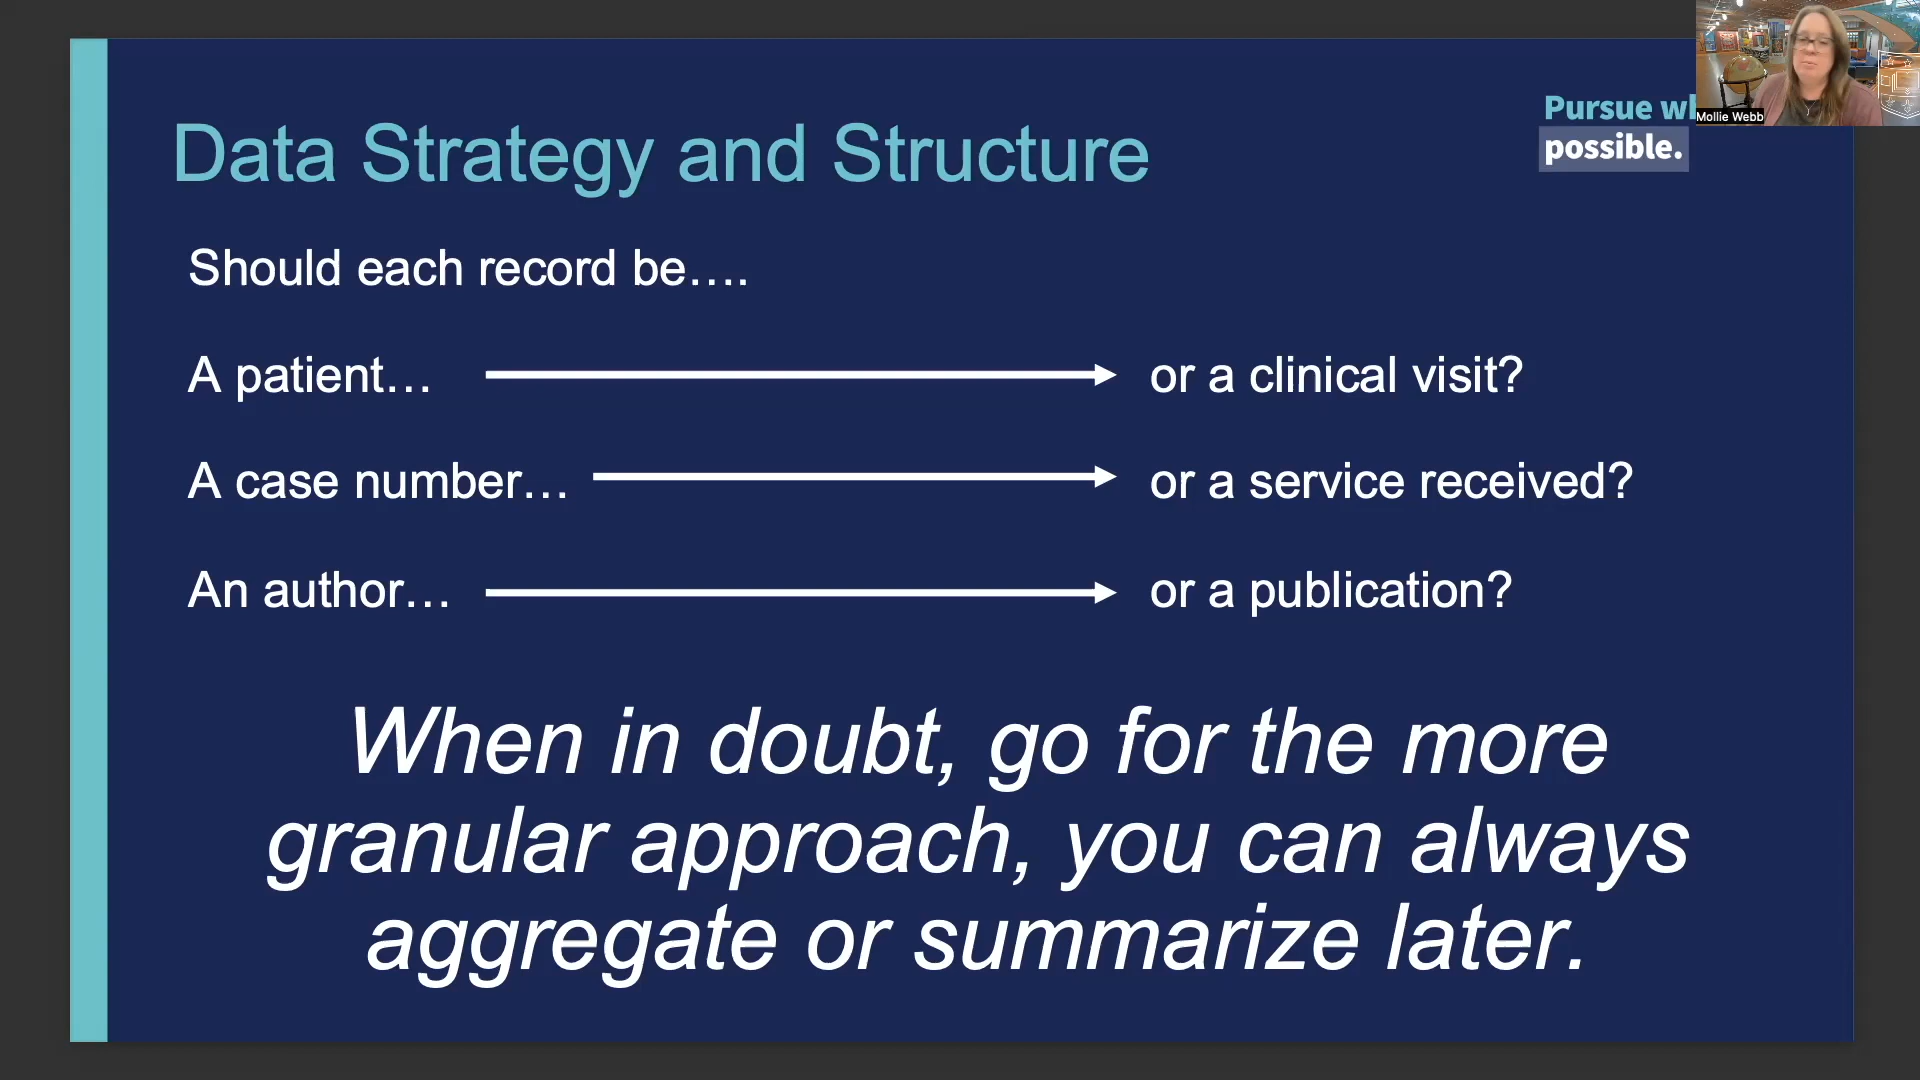 Data Strategy and Structure
Pursue wh
possible.
Mollie Webb
Should each record be….
A patient… or a clinical visit?
A case number… or a service received?
An author… or a publication?
When in doubt, go for the more
granular approach, you can always
aggregate or summarize later.